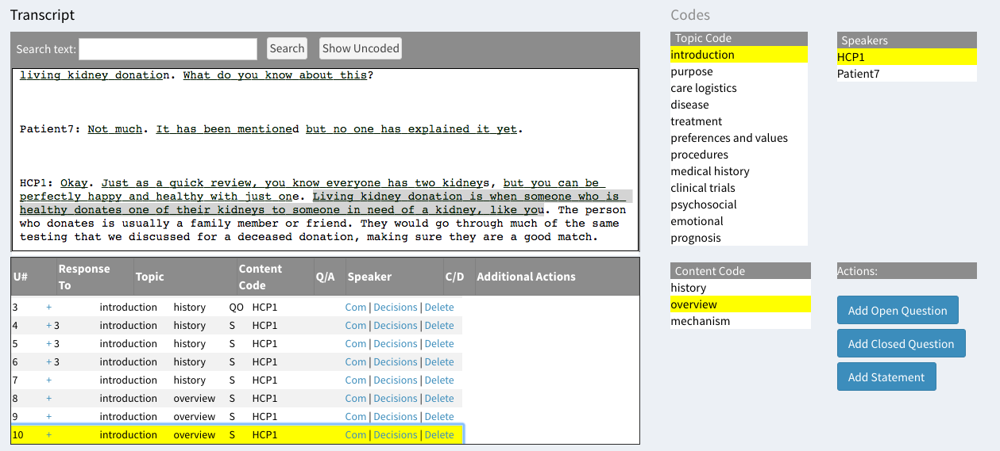 Transcript
Search text:
Search
Show Uncoded
living kidney donation. What do you know about this?
Patient7: Not much. It has been mentioned but no one has explained it yet.
HCP1: Okay. Just as a quick review, you know everyone has two kidneys, but you can be
perfectly happy and healthy with just one. Living kidney donation is when someone who is
healthy donates one of their kidneys to someone in need of a kidney, like you. The person
who donates is usually a family member or friend. They would go through much of the same
testing that we discussed for a deceased donation, making sure they are a good match.
U# Response To Topic Content Code Q/A Speaker C/D Additional Actions
3 + introduction history QO HCP1 Com | Decisions | Delete
4 + 3 introduction history S HCP1 Com | Decisions | Delete
5 + 3 introduction history S HCP1 Com | Decisions | Delete
6 + 3 introduction history S HCP1 Com | Decisions | Delete
7 + introduction history S HCP1 Com | Decisions | Delete
8 + introduction overview S HCP1 Com | Decisions | Delete
9 + introduction overview S HCP1 Com | Decisions | Delete
10 + introduction overview S HCP1 Com | Decisions | Delete
Codes
Topic Code
introduction
purpose
care logistics
disease
treatment
preferences and values
procedures
medical history
clinical trials
psychosocial
emotional
prognosis
Speakers
HCP1
Patient7
Content Code
history
overview
mechanism
Actions:
Add Open Question
Add Closed Question
Add Statement